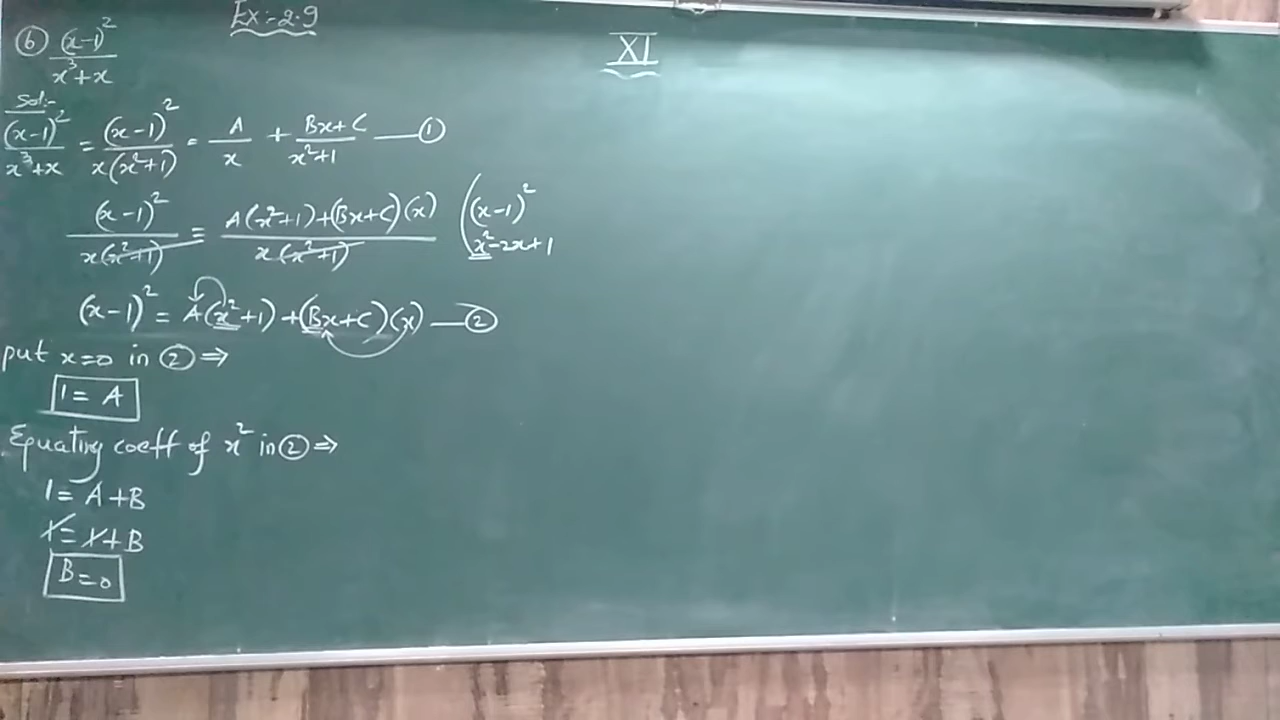 Ex:-2.9
XI
⑥ (x-1)²/(x³+x)
Sol:-
(x-1)²/(x³+x) = (x-1)²/(x(x²+1)) = A/x + (Bx+C)/(x²+1) —①
(x-1)²/(x(x²+1)) = (A(x²+1)+(Bx+C)(x))/(x(x²+1)) ((x-1)²
x²-2x+1
(x-1)² = A(x²+1)+(Bx+C)(x) —②
put x=0 in ② ⇒
1 = A
Equating coeff of x² in ② ⇒
1 = A+B
1 = 1+B
B=0